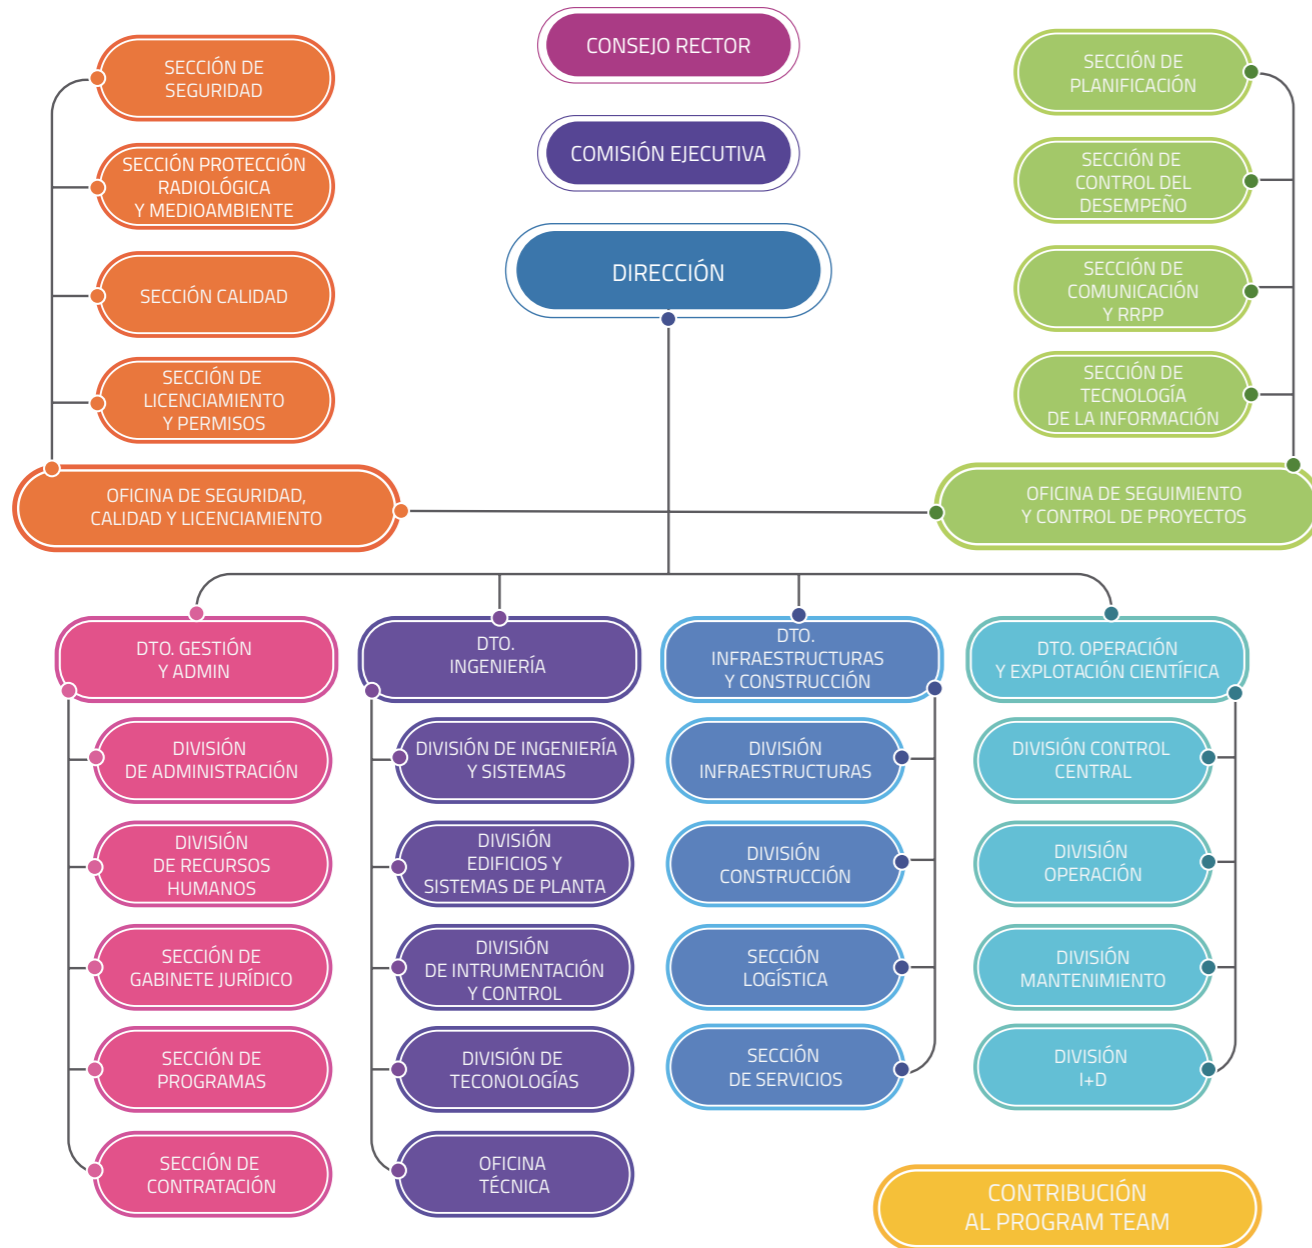 CONSEJO RECTOR
COMISIÓN EJECUTIVA
DIRECCIÓN
SECCIÓN DE
SEGURIDAD
SECCIÓN PROTECCIÓN
RADIOLÓGICA
Y MEDIOAMBIENTE
SECCIÓN CALIDAD
SECCIÓN DE
LICENCIAMIENTO
Y PERMISOS
OFICINA DE SEGURIDAD,
CALIDAD Y LICENCIAMIENTO
SECCIÓN DE
PLANIFICACIÓN
SECCIÓN DE
CONTROL DEL
DESEMPEÑO
SECCIÓN DE
COMUNICACIÓN
Y RRPP
SECCIÓN DE
TECNOLOGÍA
DE LA INFORMACIÓN
OFICINA DE SEGUIMIENTO
Y CONTROL DE PROYECTOS
DTO. GESTIÓN
Y ADMIN
DIVISIÓN
DE ADMINISTRACIÓN
DIVISIÓN
DE RECURSOS
HUMANOS
SECCIÓN DE
GABINETE JURÍDICO
SECCIÓN DE
PROGRAMAS
SECCIÓN DE
CONTRATACIÓN
DTO.
INGENIERÍA
DIVISIÓN DE INGENIERÍA
Y SISTEMAS
DIVISIÓN
EDIFICIOS Y
SISTEMAS DE PLANTA
DIVISIÓN
DE INTRUMENTACIÓN
Y CONTROL
DIVISIÓN DE
TECONOLOGÍAS
OFICINA
TÉCNICA
DTO.
INFRAESTRUCTURAS
Y CONSTRUCCIÓN
DIVISIÓN
INFRAESTRUCTURAS
DIVISIÓN
CONSTRUCCIÓN
SECCIÓN
LOGÍSTICA
SECCIÓN
DE SERVICIOS
DTO. OPERACIÓN
Y EXPLOTACIÓN CIENTÍFICA
DIVISIÓN CONTROL
CENTRAL
DIVISIÓN
OPERACIÓN
DIVISIÓN
MANTENIMIENTO
DIVISIÓN
I+D
CONTRIBUCIÓN
AL PROGRAM TEAM